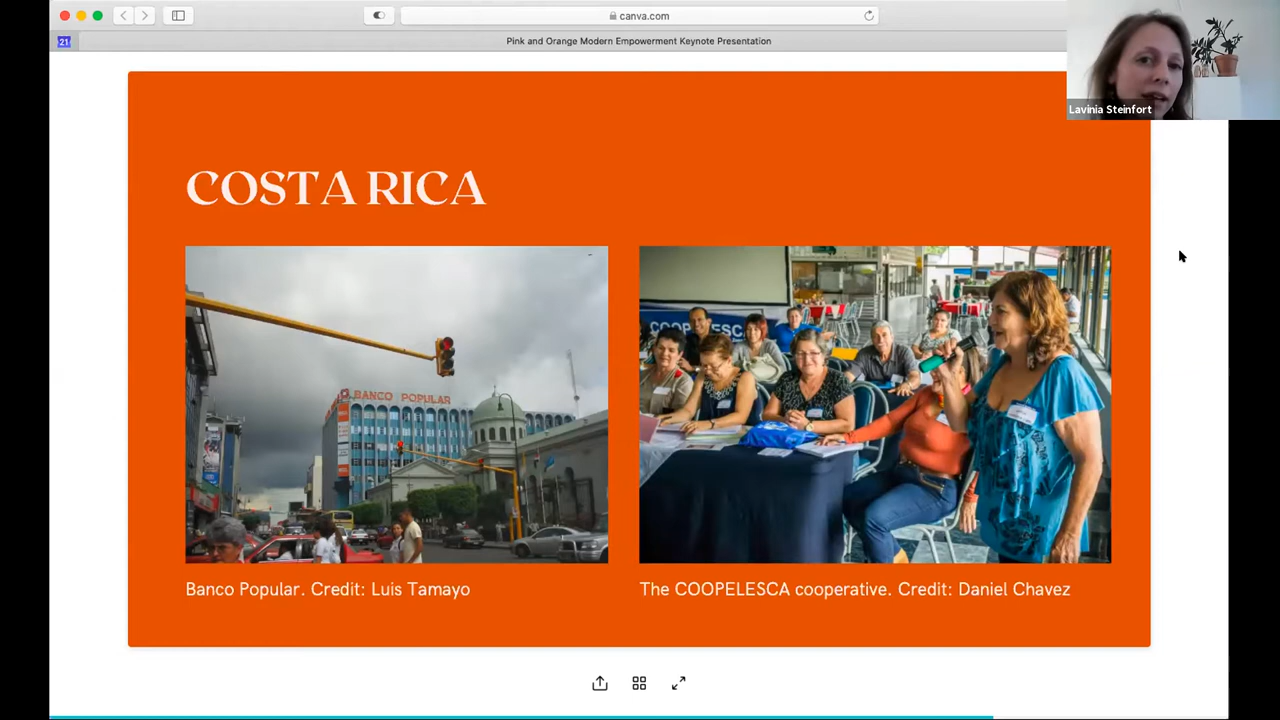 canva.com
21
Pink and Orange Modern Empowerment Keynote Presentation
Lavinia Steinfort
COSTA RICA
BANCO POPULAR
COOPELESCA
Banco Popular. Credit: Luis Tamayo
The COOPELESCA cooperative. Credit: Daniel Chavez